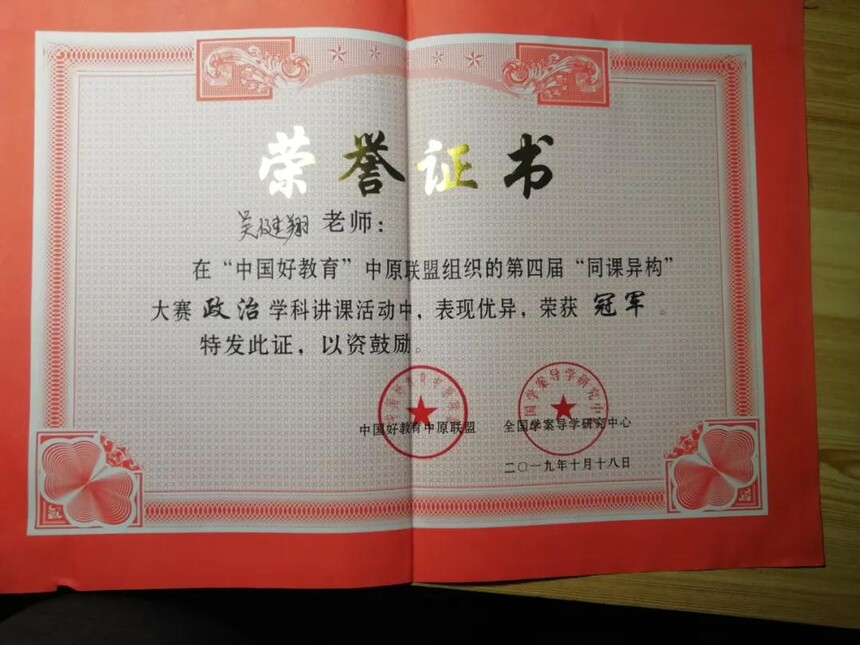 荣誉证书
吴健翔老师：
在“中国好教育”中原联盟组织的第四届“同课异构”
大赛政治学科讲课活动中，表现优异，荣获 冠军。
特发此证，以资鼓励。
中国好教育中原联盟 全国学案导学研究中心
二〇一九年十月十八日